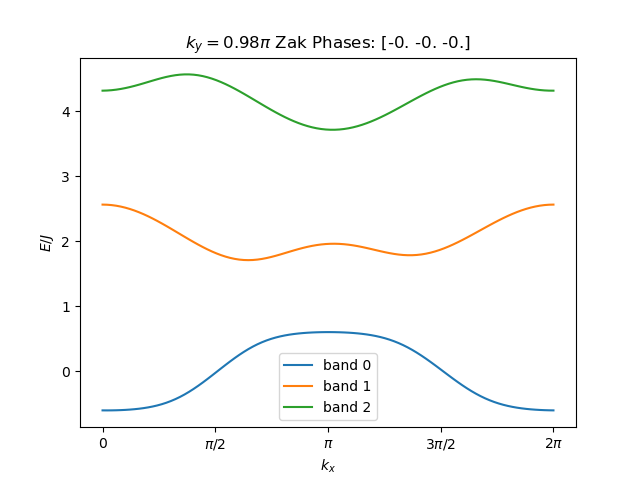 $k_y = 0.98\pi$ Zak Phases: [-0. -0. -0.]
E/J
4
3
2
1
0
band 0
band 1
band 2
0
π/2
π
3π/2
2π
$k_x$